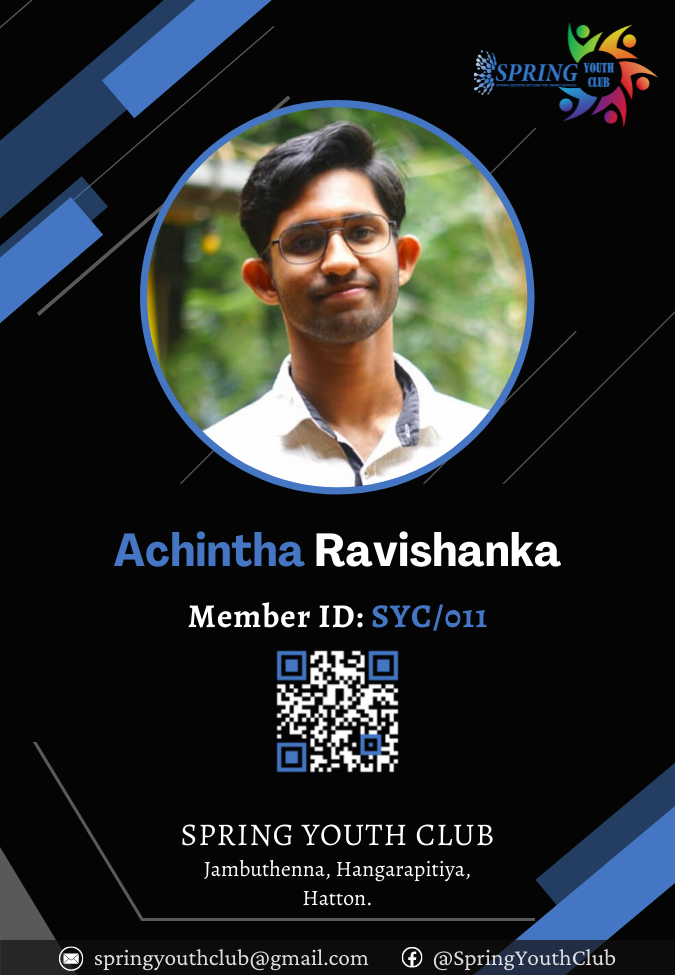 SPRING YOUTH
CLUB
Achintha Ravishanka
Member ID: SYC/011
SPRING YOUTH CLUB
Jambuthenna, Hangarapitiya,
Hatton.
springyouthclub@gmail.com @SpringYouthClub